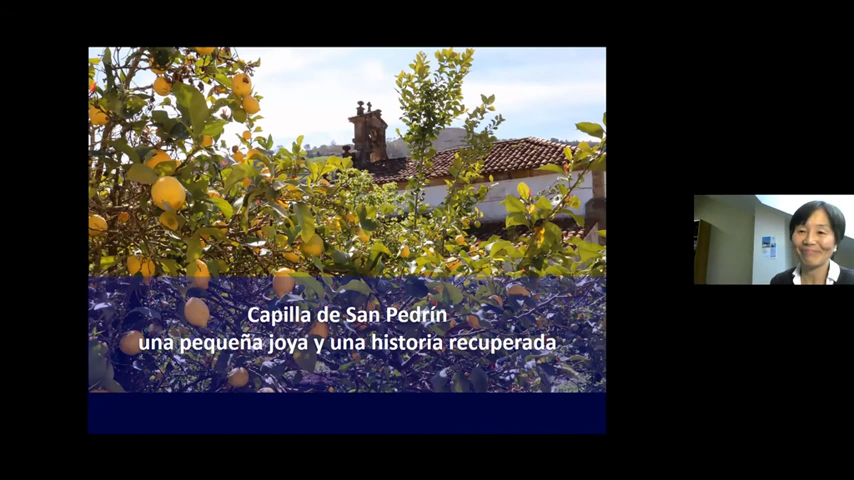 Capilla de San Pedrín
una pequeña joya y una historia recuperada